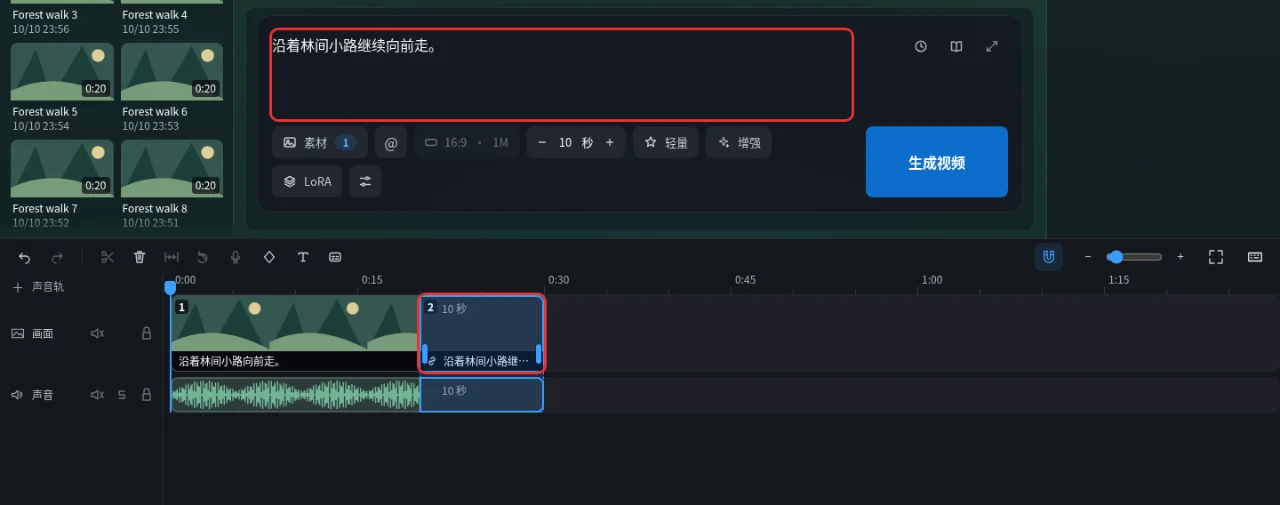 Forest walk 3
Forest walk 4
10/10 23:56
10/10 23:55
0:20
0:20
Forest walk 5
Forest walk 6
10/10 23:54
10/10 23:53
0:20
0:20
Forest walk 7
Forest walk 8
10/10 23:52
10/10 23:51
沿着林间小路继续向前走。
素材 1
@
16:9 · 1M
− 10 秒 +
轻量
增强
LoRA
生成视频
0:00
0:15
0:30
0:45
1:00
1:15
声音轨
画面
1
沿着林间小路向前走。
2
10 秒
沿着林间小路继…
声音
S
10 秒